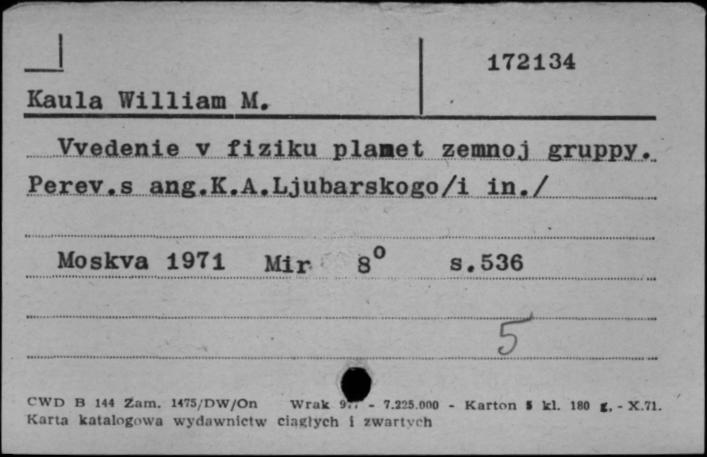 172134
Kaula William M.
Vvedenie v fiziku planet zemnoj gruppy.
Perev.s ang.K.A.Ljubarskogo/i in./
Moskva 1971 Mir 8° s.536
5
CWD B 144 Zam. 1475/DW/On Wrak - 7.225.000 - Karton 5 kl. 180 g. - X.71.
Karta katalogowa wydawnictw ciągłych i zwartych